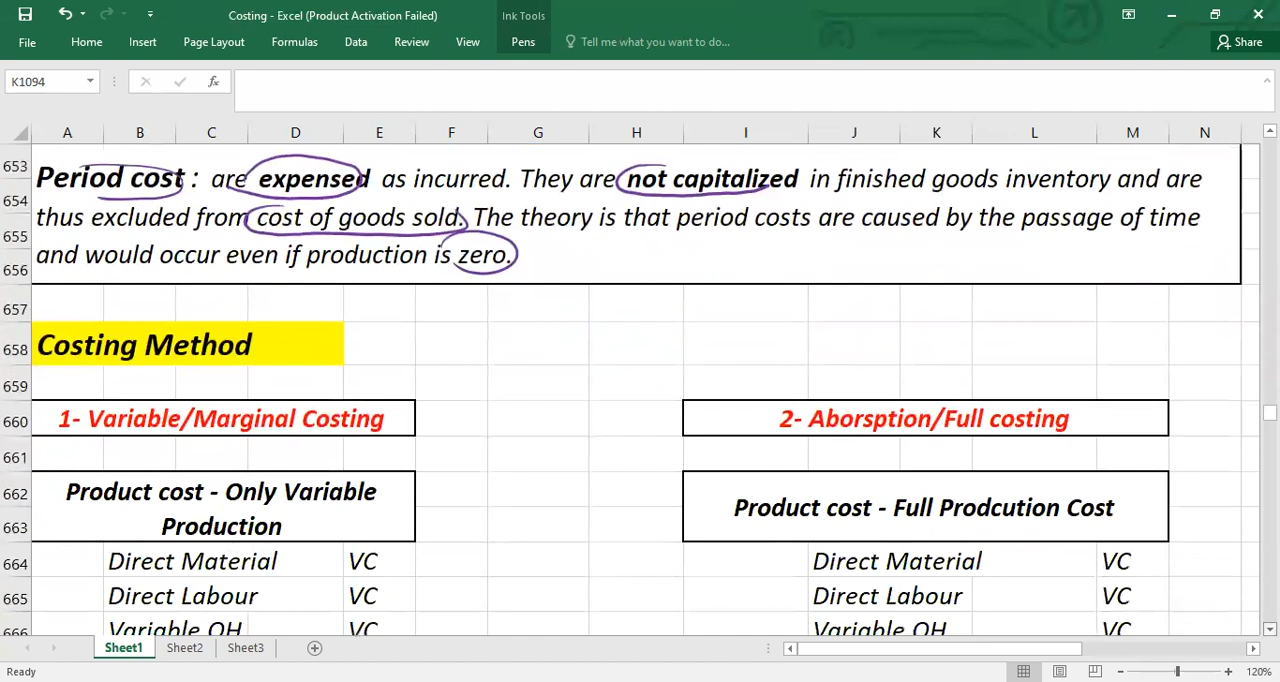 Costing - Excel (Product Activation Failed)
Ink Tools
File Home Insert Page Layout Formulas Data Review View Pens Tell me what you want to do... Share
K1094 fx
A B C D E F G H I J K L M N
653 Period cost : are expensed as incurred. They are not capitalized in finished goods inventory and are
654 thus excluded from cost of goods sold. The theory is that period costs are caused by the passage of time
655
656 and would occur even if production is zero.
657
658 Costing Method
659
660 1- Variable/Marginal Costing 2- Aborsption/Full costing
661
662 Product cost - Only Variable
663 Production Product cost - Full Prodcution Cost
664 Direct Material VC Direct Material VC
665 Direct Labour VC Direct Labour VC
666 Variable OH VC Variable OH VC
Sheet1 Sheet2 Sheet3
Ready 120%